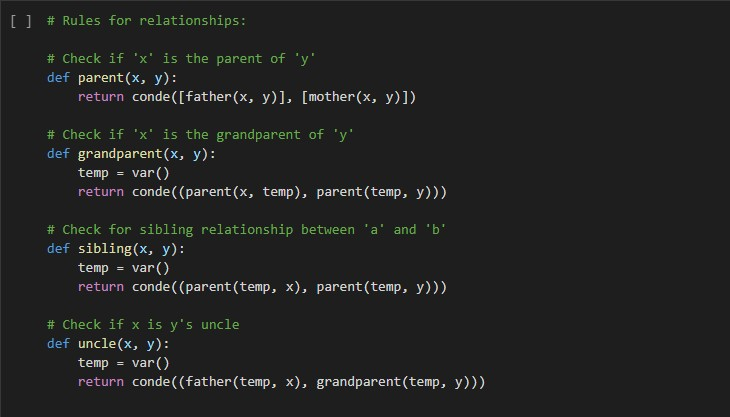 [ ] # Rules for relationships:
# Check if 'x' is the parent of 'y'
def parent(x, y):
    return conde([father(x, y)], [mother(x, y)])
# Check if 'x' is the grandparent of 'y'
def grandparent(x, y):
    temp = var()
    return conde((parent(x, temp), parent(temp, y)))
# Check for sibling relationship between 'a' and 'b'
def sibling(x, y):
    temp = var()
    return conde((parent(temp, x), parent(temp, y)))
# Check if x is y's uncle
def uncle(x, y):
    temp = var()
    return conde((father(temp, x), grandparent(temp, y)))